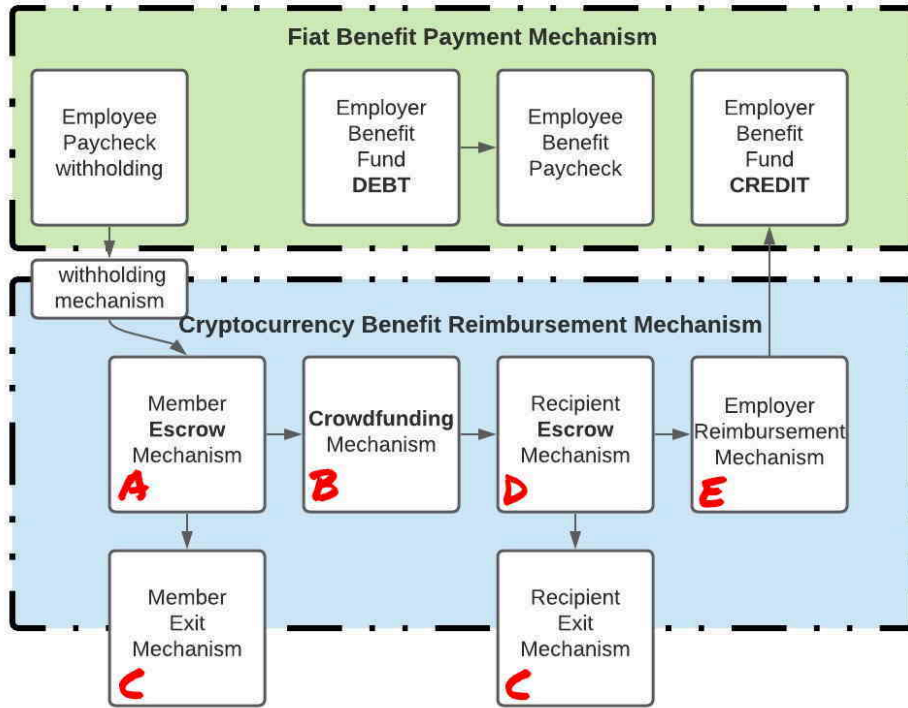 Fiat Benefit Payment Mechanism
Employee
Paycheck
withholding
Employer
Benefit
Fund
DEBT
Employee
Benefit
Paycheck
Employer
Benefit
Fund
CREDIT
withholding
mechanism
Cryptocurrency Benefit Reimbursement Mechanism
Member
Escrow
Mechanism
A
Crowdfunding
Mechanism
B
Recipient
Escrow
Mechanism
D
Employer
Reimbursement
Mechanism
E
Member
Exit
Mechanism
C
Recipient
Exit
Mechanism
C